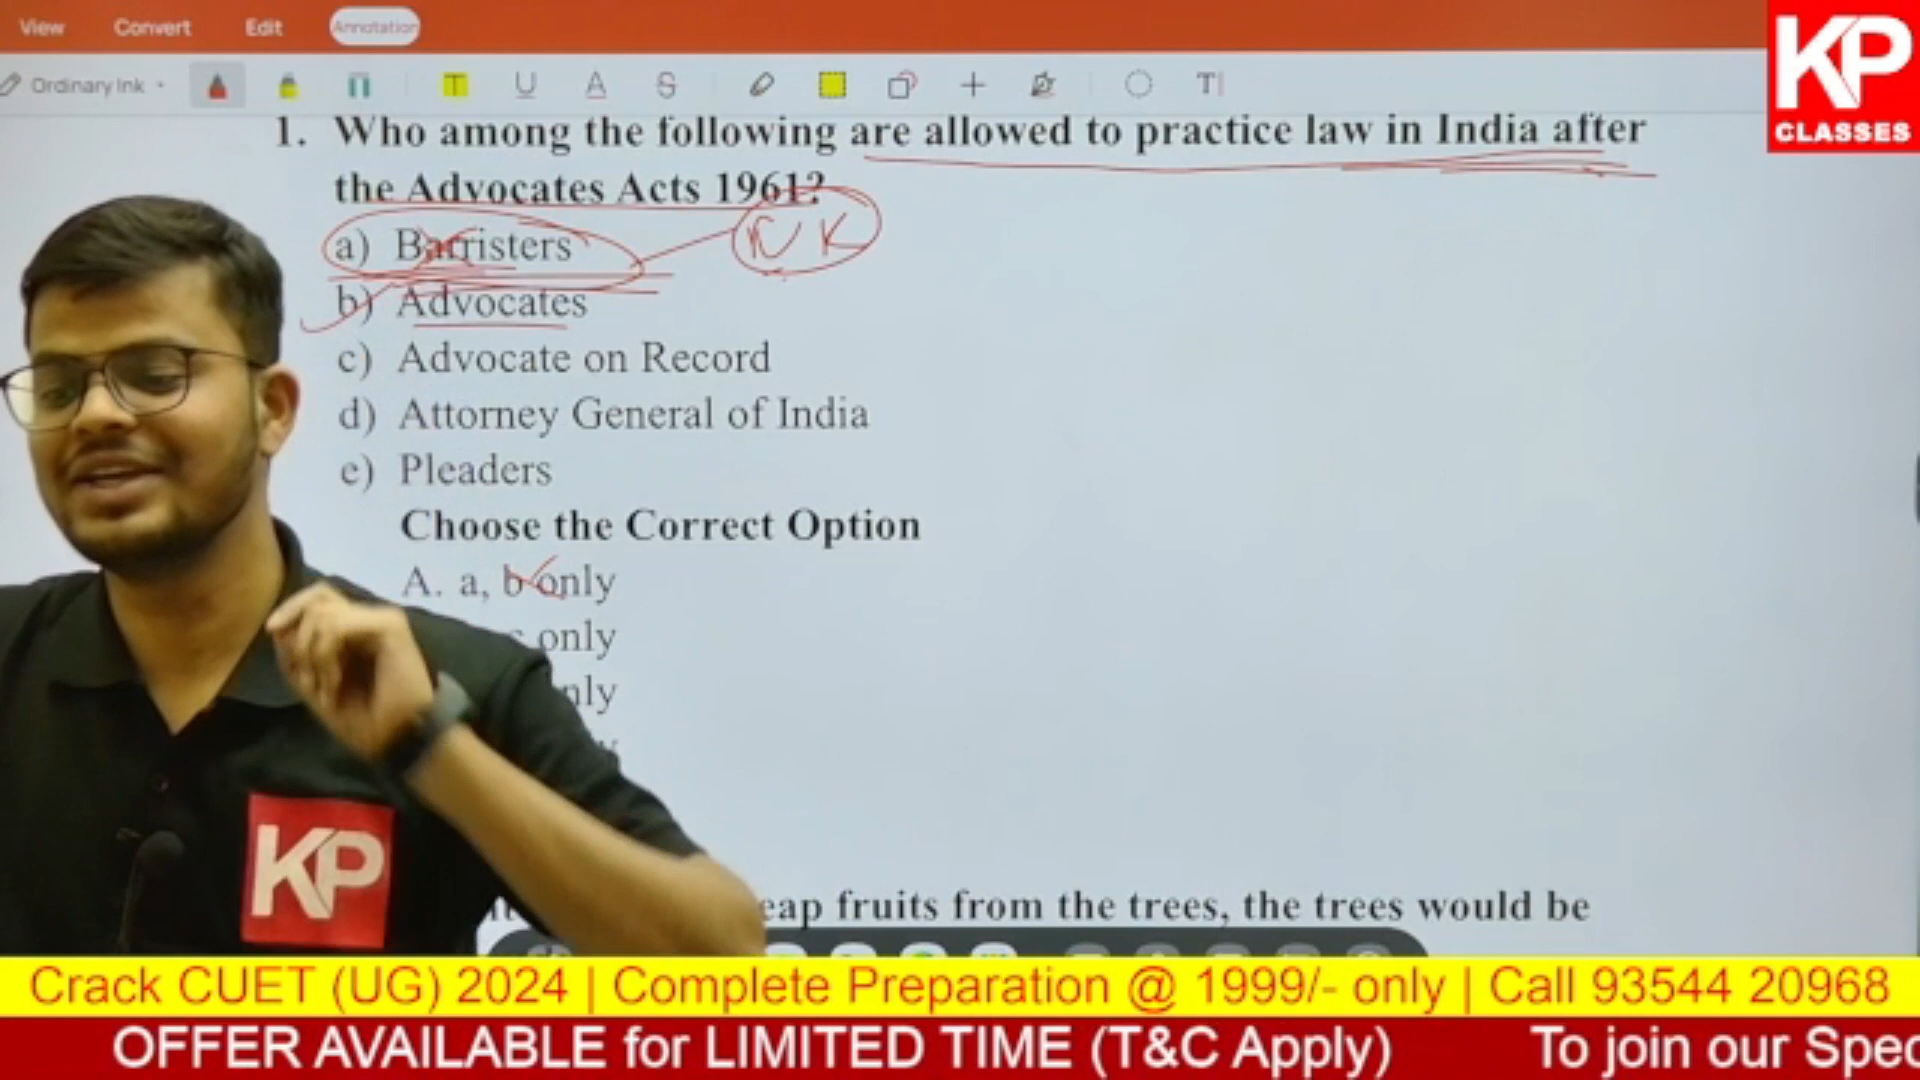 View Convert Edit Annotation
KP
CLASSES
Ordinary Ink
1. Who among the following are allowed to practice law in India after
the Advocates Acts 1961?
a) Barristers
b) Advocates
c) Advocate on Record
d) Attorney General of India
e) Pleaders
Choose the Correct Option
A. a, b only
only
KP
fruits from the trees, the trees would be
Crack CUET (UG) 2024 | Complete Preparation @ 1999/- only | Call 93544 20968
OFFER AVAILABLE for LIMITED TIME (T&C Apply) To join our Spec